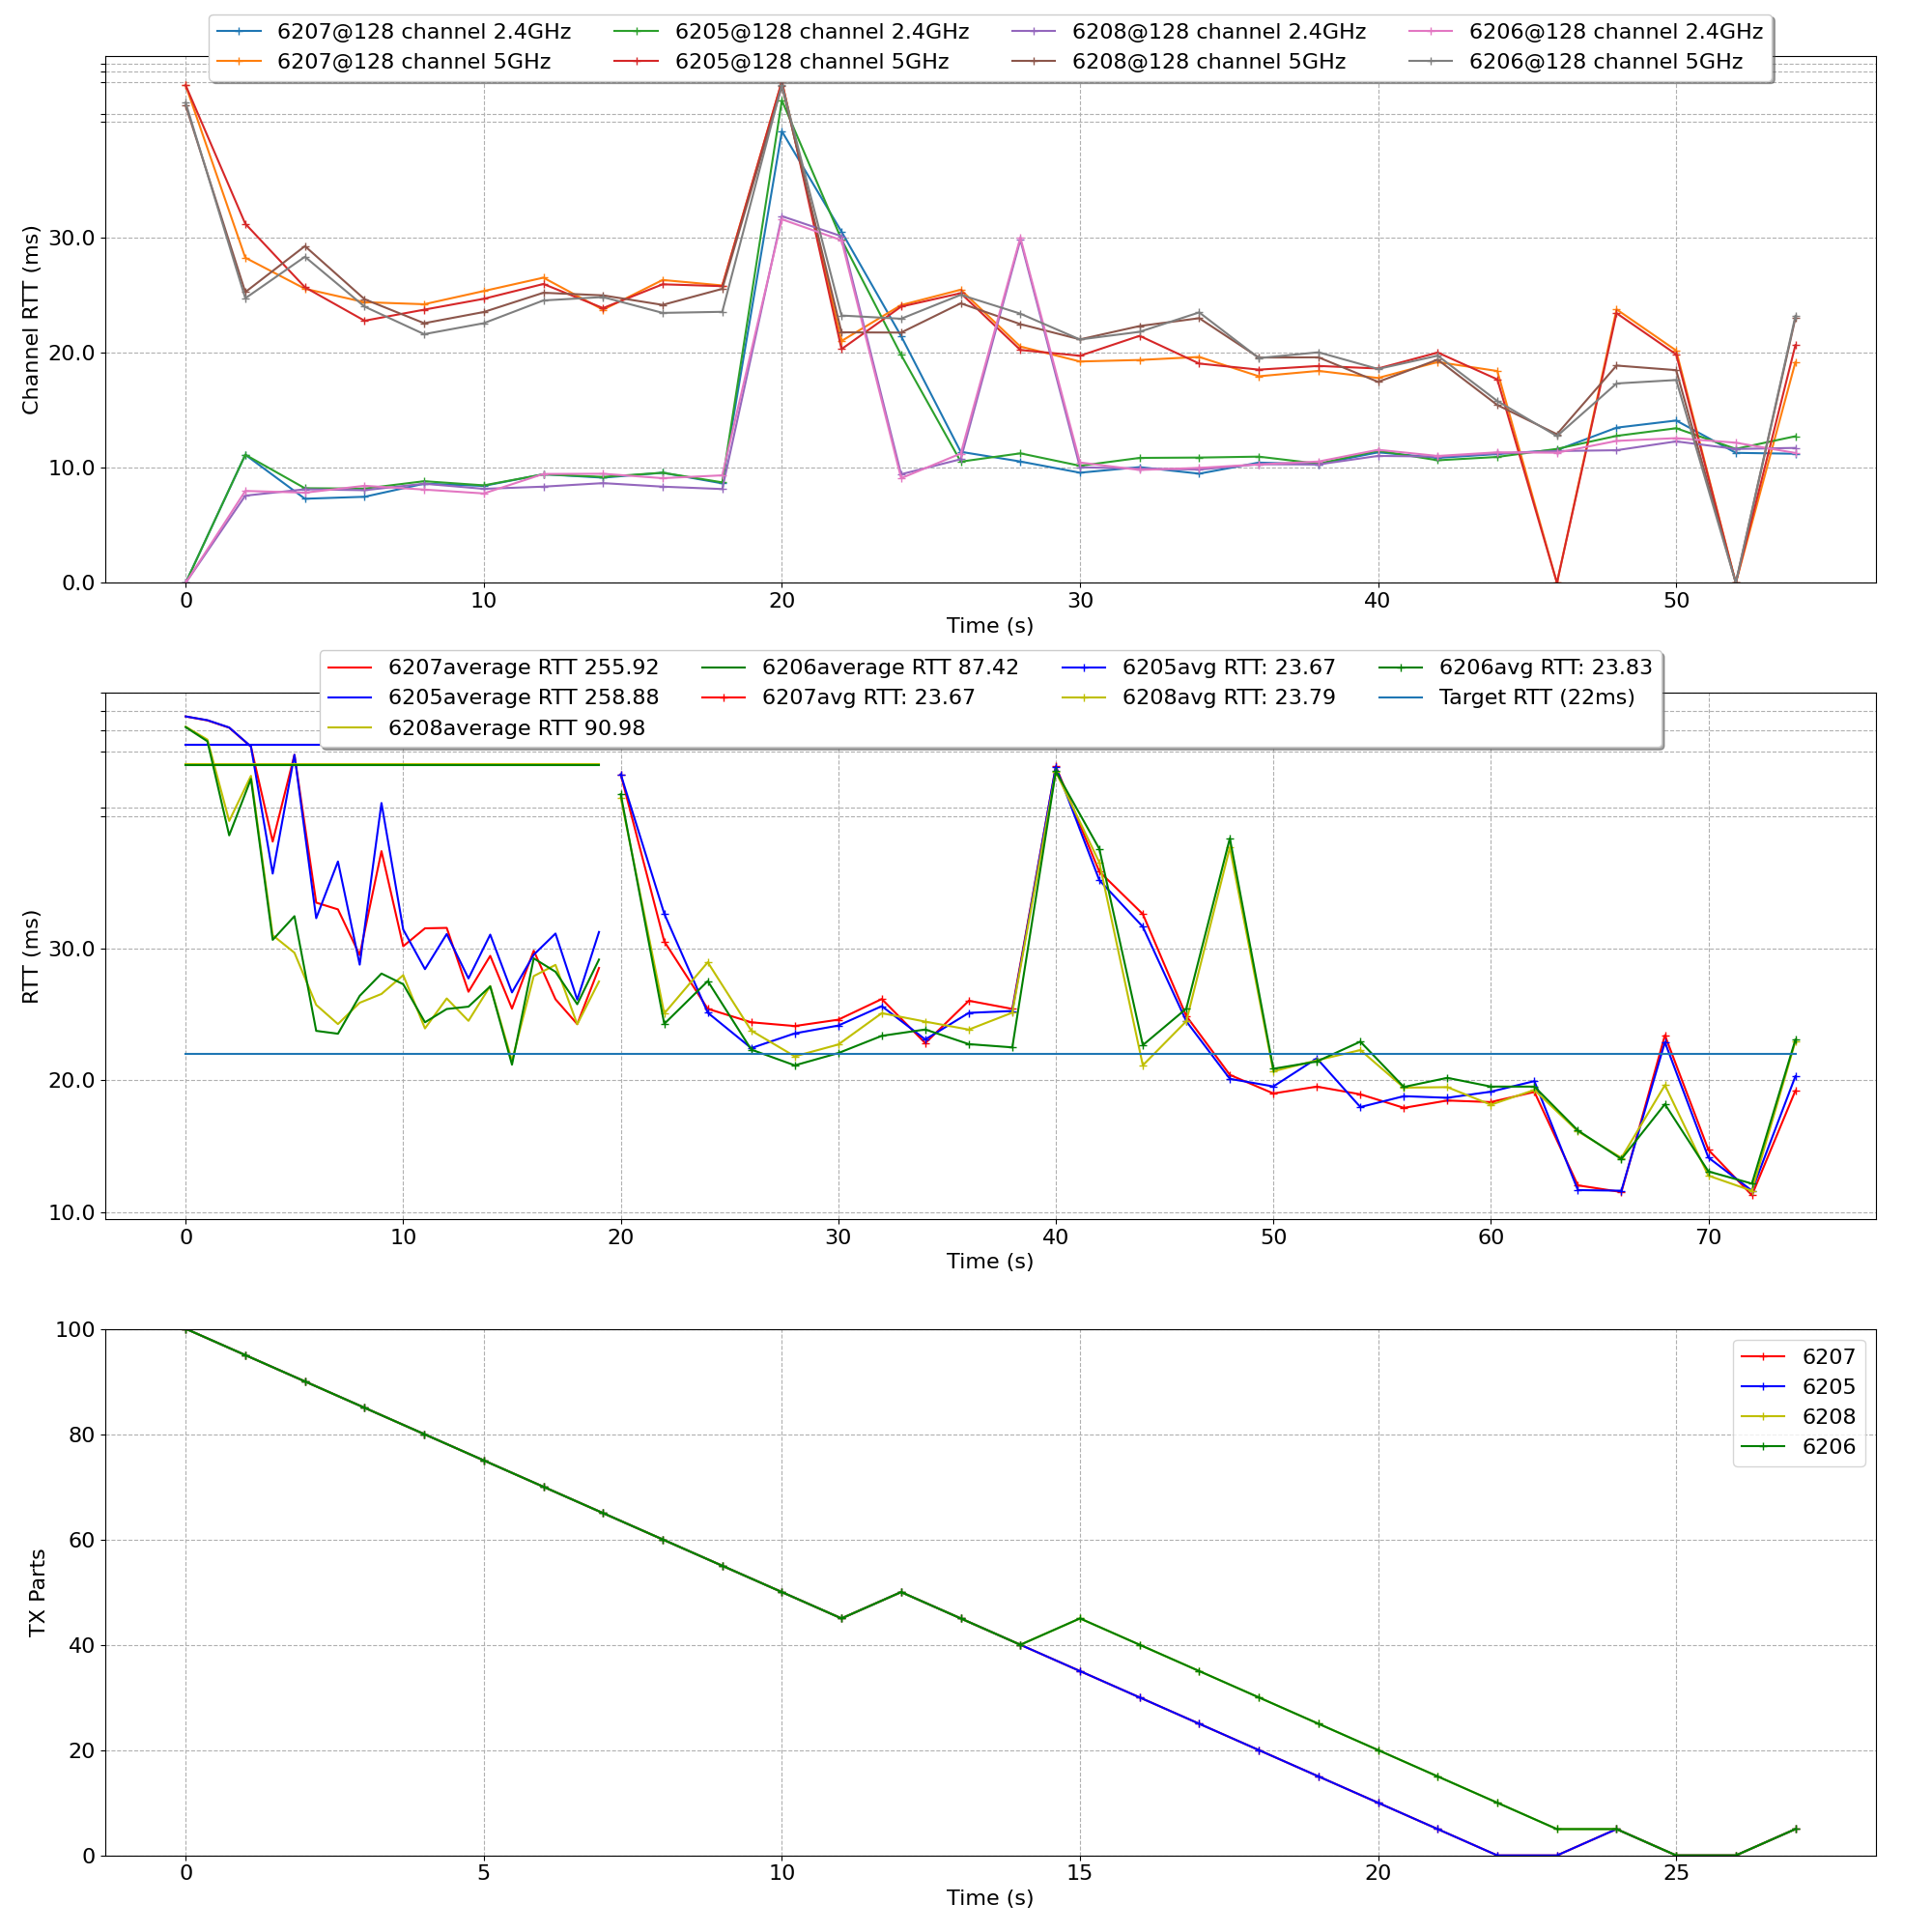 6207@128 channel 2.4GHz 6205@128 channel 2.4GHz 6208@128 channel 2.4GHz 6206@128 channel 2.4GHz
6207@128 channel 5GHz 6205@128 channel 5GHz 6208@128 channel 5GHz 6206@128 channel 5GHz
Channel RTT (ms)
30.0
20.0
10.0
0.0
0 10 20 30 40 50
Time (s)
6207average RTT 255.92 6206average RTT 87.42 6205avg RTT: 23.67 6206avg RTT: 23.83
6205average RTT 258.88 6207avg RTT: 23.67 6208avg RTT: 23.79 Target RTT (22ms)
6208average RTT 90.98
RTT (ms)
30.0
20.0
10.0
0 10 20 30 40 50 60 70
Time (s)
TX Parts
100
80
60
40
20
0
6207
6205
6208
6206
0 5 10 15 20 25
Time (s)